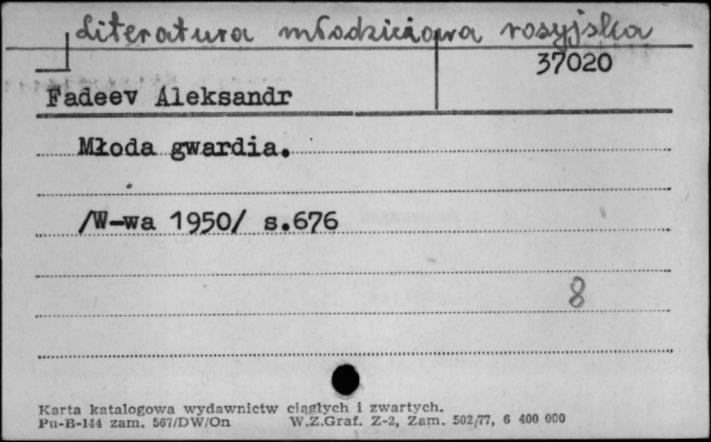 Literatura młodzieżowa rosyjska
37020
Fadeev Aleksandr
Młoda gwardia.
/W-wa 1950/ s.676
8
Karta katalogowa wydawnictw ciągłych i zwartych.
Pu-B-144 zam. 567/DW/On W.Z.Graf. Z-2, Zam. 502/77, 6 400 000